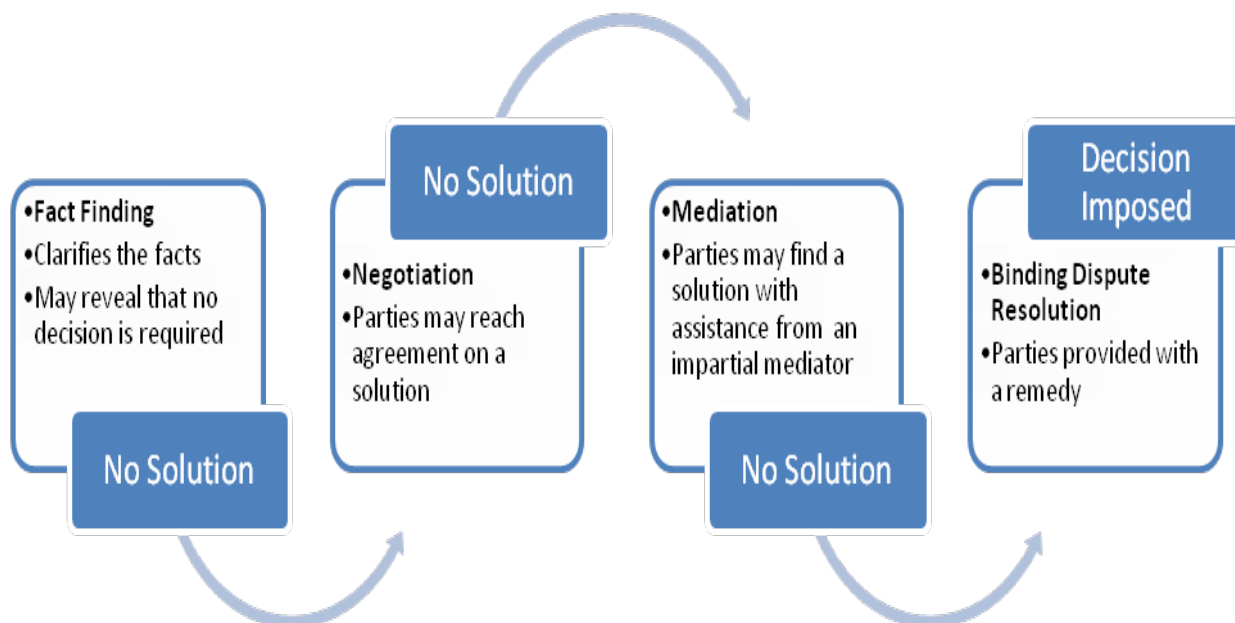 •Fact Finding
•Clarifies the facts
•May reveal that no
decision is required
No Solution
No Solution
•Negotiation
•Parties may reach
agreement on a
solution
•Mediation
•Parties may find a
solution with
assistance from an
impartial mediator
No Solution
Decision
Imposed
•Binding Dispute
Resolution
•Parties provided with
a remedy